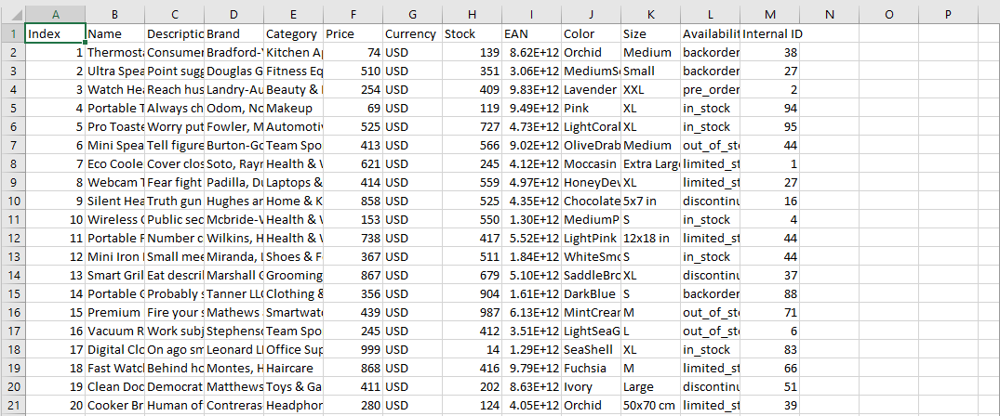 A B C D E F G H I J K L M N O P
1 Index Name Descriptic Brand Category Price Currency Stock EAN Color Size Availabilit Internal ID
2 1 Thermosta Consumer Bradford- Kitchen Ap 74 USD 139 8.62E+12 Orchid Medium backorder 38
3 2 Ultra Spea Point sugg Douglas G Fitness Eq 510 USD 351 3.06E+12 MediumS Small backorder 27
4 3 Watch Hea Reach hus Landry-Au Beauty & 254 USD 409 9.83E+12 Lavender XXL pre_order 2
5 4 Portable T Always ch Odom, No Makeup 69 USD 119 9.49E+12 Pink XL in_stock 94
6 5 Pro Toaste Worry put Fowler, M Automotiv 525 USD 727 4.73E+12 LightCoral XL in_stock 95
7 6 Mini Spea Tell figure Burton-Go Team Spo 413 USD 566 9.02E+12 OliveDrab Medium out_of_st 44
8 7 Eco Coole Cover clos Soto, Rayn Health & 621 USD 245 4.12E+12 Moccasin Extra Larg limited_st 1
9 8 Webcam T Fear fight Padilla, Du Laptops & 414 USD 559 4.97E+12 HoneyDev XL limited_st 27
10 9 Silent Hea Truth gun Hughes an Home & K 858 USD 525 4.35E+12 Chocolate 5x7 in discontinu 16
11 10 Wireless Public sec Mcbride- Health & 153 USD 550 1.30E+12 MediumP S in_stock 4
12 11 Portable F Number c Wilkins, H Health & 738 USD 417 5.52E+12 LightPink 12x18 in limited_st 44
13 12 Mini Iron Small mee Miranda, Shoes & F 367 USD 511 1.84E+12 WhiteSmo S in_stock 44
14 13 Smart Gril Eat descril Marshall Grooming 867 USD 679 5.10E+12 SaddleBro XL discontinu 37
15 14 Portable Probably s Tanner LL Clothing & 356 USD 904 1.61E+12 DarkBlue S backorder 88
16 15 Premium Fire your s Mathews Smartwat 439 USD 987 6.13E+12 MintCrear M out_of_st 71
17 16 Vacuum R Work subj Stephens Team Spo 245 USD 412 3.51E+12 LightSeaG L out_of_st 6
18 17 Digital Clo On ago sm Leonard L Office Sup 999 USD 14 1.29E+12 SeaShell XL in_stock 83
19 18 Fast Watc Behind ho Montes, H Haircare 868 USD 416 9.79E+12 Fuchsia M limited_st 66
20 19 Clean Doc Democrat Matthews Toys & Ga 411 USD 202 8.63E+12 Ivory Large discontinu 51
21 20 Cooker Br Human of Contreras Headphor 280 USD 124 4.05E+12 Orchid 50x70 cm limited_st 39